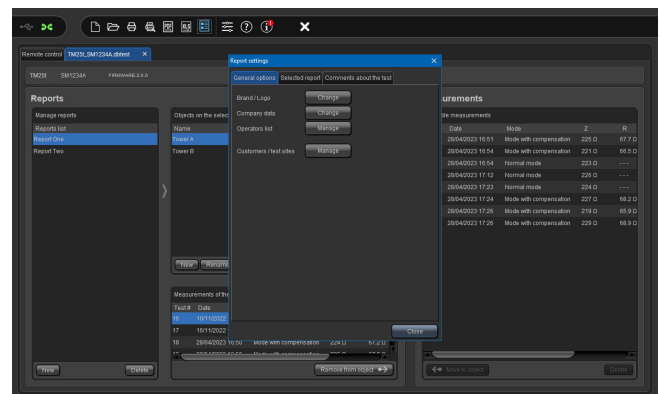 PDF
XLS
Remote control
TM25t_SM1234A.dbtest
TM25t
SM1234A
FIRMWARE 2.0.0
Reports
Manage reports
Reports list
Report One
Report Two
New
Delete
Objects on the selec
Name
Tower A
Tower B
New
Rename
Measurements of the
Test #
Date
16
10/11/2022
17
16/11/2022
18
28/04/2023 16:50
Mode with compensation
224 Ω
67.2 Ω
Remove from object
Report settings
General options
Selected report
Comments about the test
Brand / Logo
Change
Company data
Change
Operators list
Manage
Customers / test sites
Manage
Close
urements
ble measurements
Date Mode Z R
28/04/2023 16:51 Mode with compensation 225 Ω 67.7 Ω
28/04/2023 16:54 Mode with compensation 221 Ω 66.5 Ω
28/04/2023 16:54 Normal mode 223 Ω ---
28/04/2023 17:12 Normal mode 226 Ω ---
28/04/2023 17:23 Normal mode 224 Ω ---
28/04/2023 17:24 Mode with compensation 227 Ω 68.2 Ω
28/04/2023 17:26 Mode with compensation 219 Ω 65.9 Ω
28/04/2023 17:26 Mode with compensation 229 Ω 68.9 Ω
Move to object
Delete